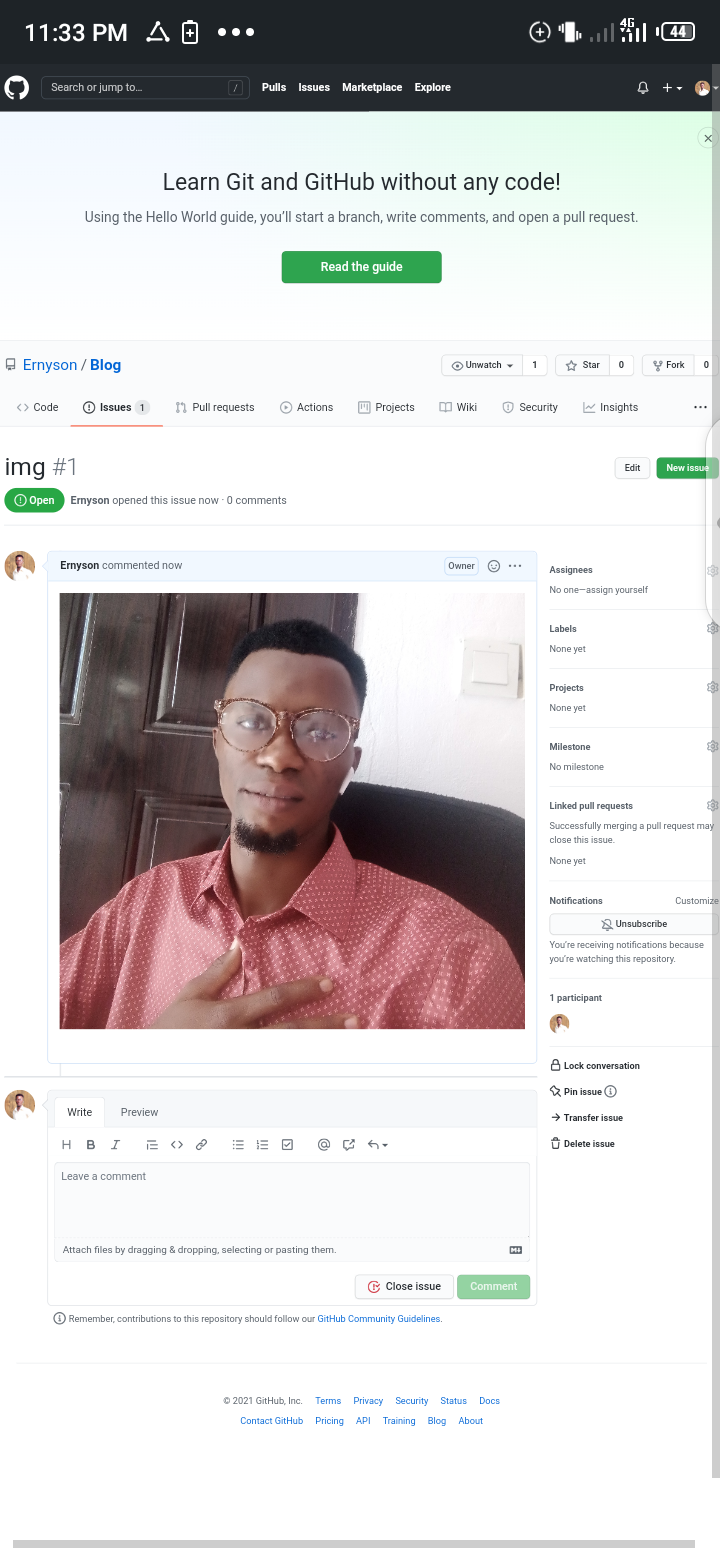 11:33 PM 4G 44
Search or jump to… / Pulls Issues Marketplace Explore
Learn Git and GitHub without any code!
Using the Hello World guide, you’ll start a branch, write comments, and open a pull request.
Read the guide
Ernyson / Blog Unwatch 1 Star 0 Fork 0
Code Issues 1 Pull requests Actions Projects Wiki Security Insights
img #1 Edit New issue
Open Ernyson opened this issue now · 0 comments
Ernyson commented now Owner
Assignees
No one—assign yourself
Labels
None yet
Projects
None yet
Milestone
No milestone
Linked pull requests
Successfully merging a pull request may
close this issue.
None yet
Notifications Customize
Unsubscribe
You’re receiving notifications because
you’re watching this repository.
1 participant
Lock conversation
Pin issue
Transfer issue
Delete issue
Write Preview
H B I
Leave a comment
Attach files by dragging & dropping, selecting or pasting them.
Close issue Comment
Remember, contributions to this repository should follow our GitHub Community Guidelines.
© 2021 GitHub, Inc. Terms Privacy Security Status Docs
Contact GitHub Pricing API Training Blog About